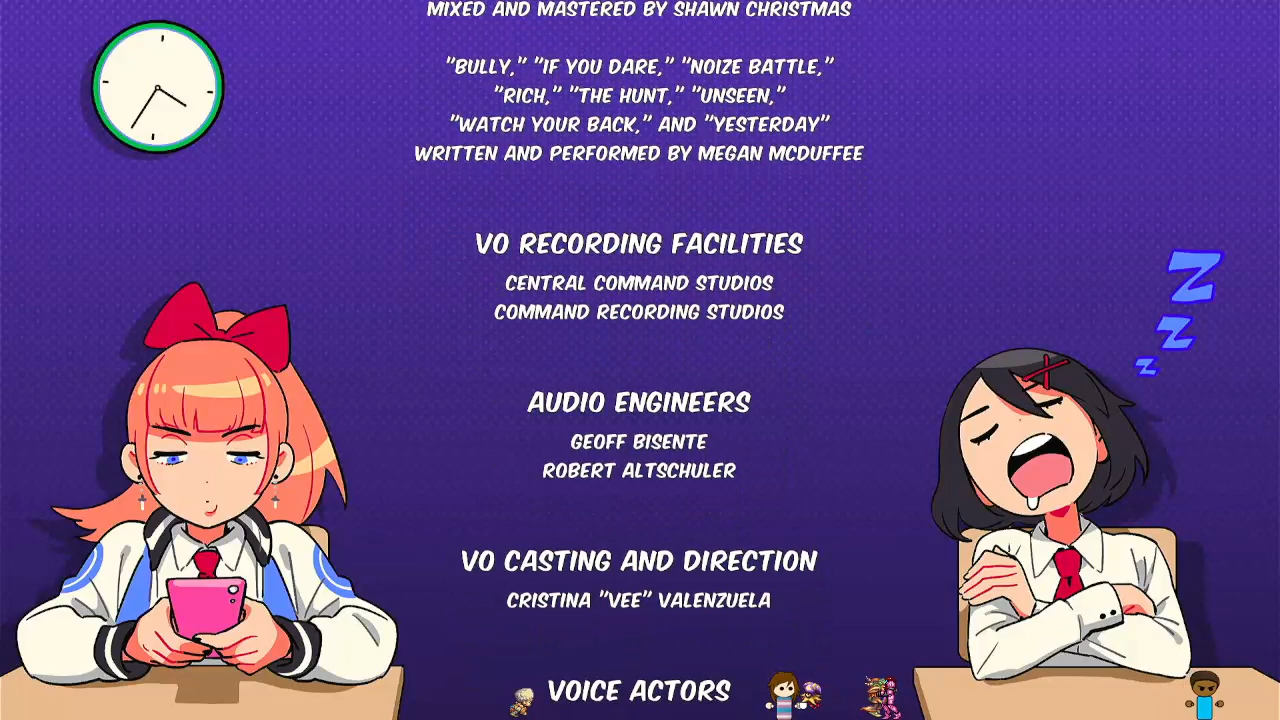 MIXED AND MASTERED BY SHAWN CHRISTMAS
"BULLY," "IF YOU DARE," "NOIZE BATTLE,"
"RICH," "THE HUNT," "UNSEEN,"
"WATCH YOUR BACK," AND "YESTERDAY"
WRITTEN AND PERFORMED BY MEGAN MCDUFFEE
VO RECORDING FACILITIES
CENTRAL COMMAND STUDIOS
COMMAND RECORDING STUDIOS
Z
Z
Z
AUDIO ENGINEERS
GEOFF BISENTE
ROBERT ALTSCHULER
VO CASTING AND DIRECTION
CRISTINA "VEE" VALENZUELA
VOICE ACTORS